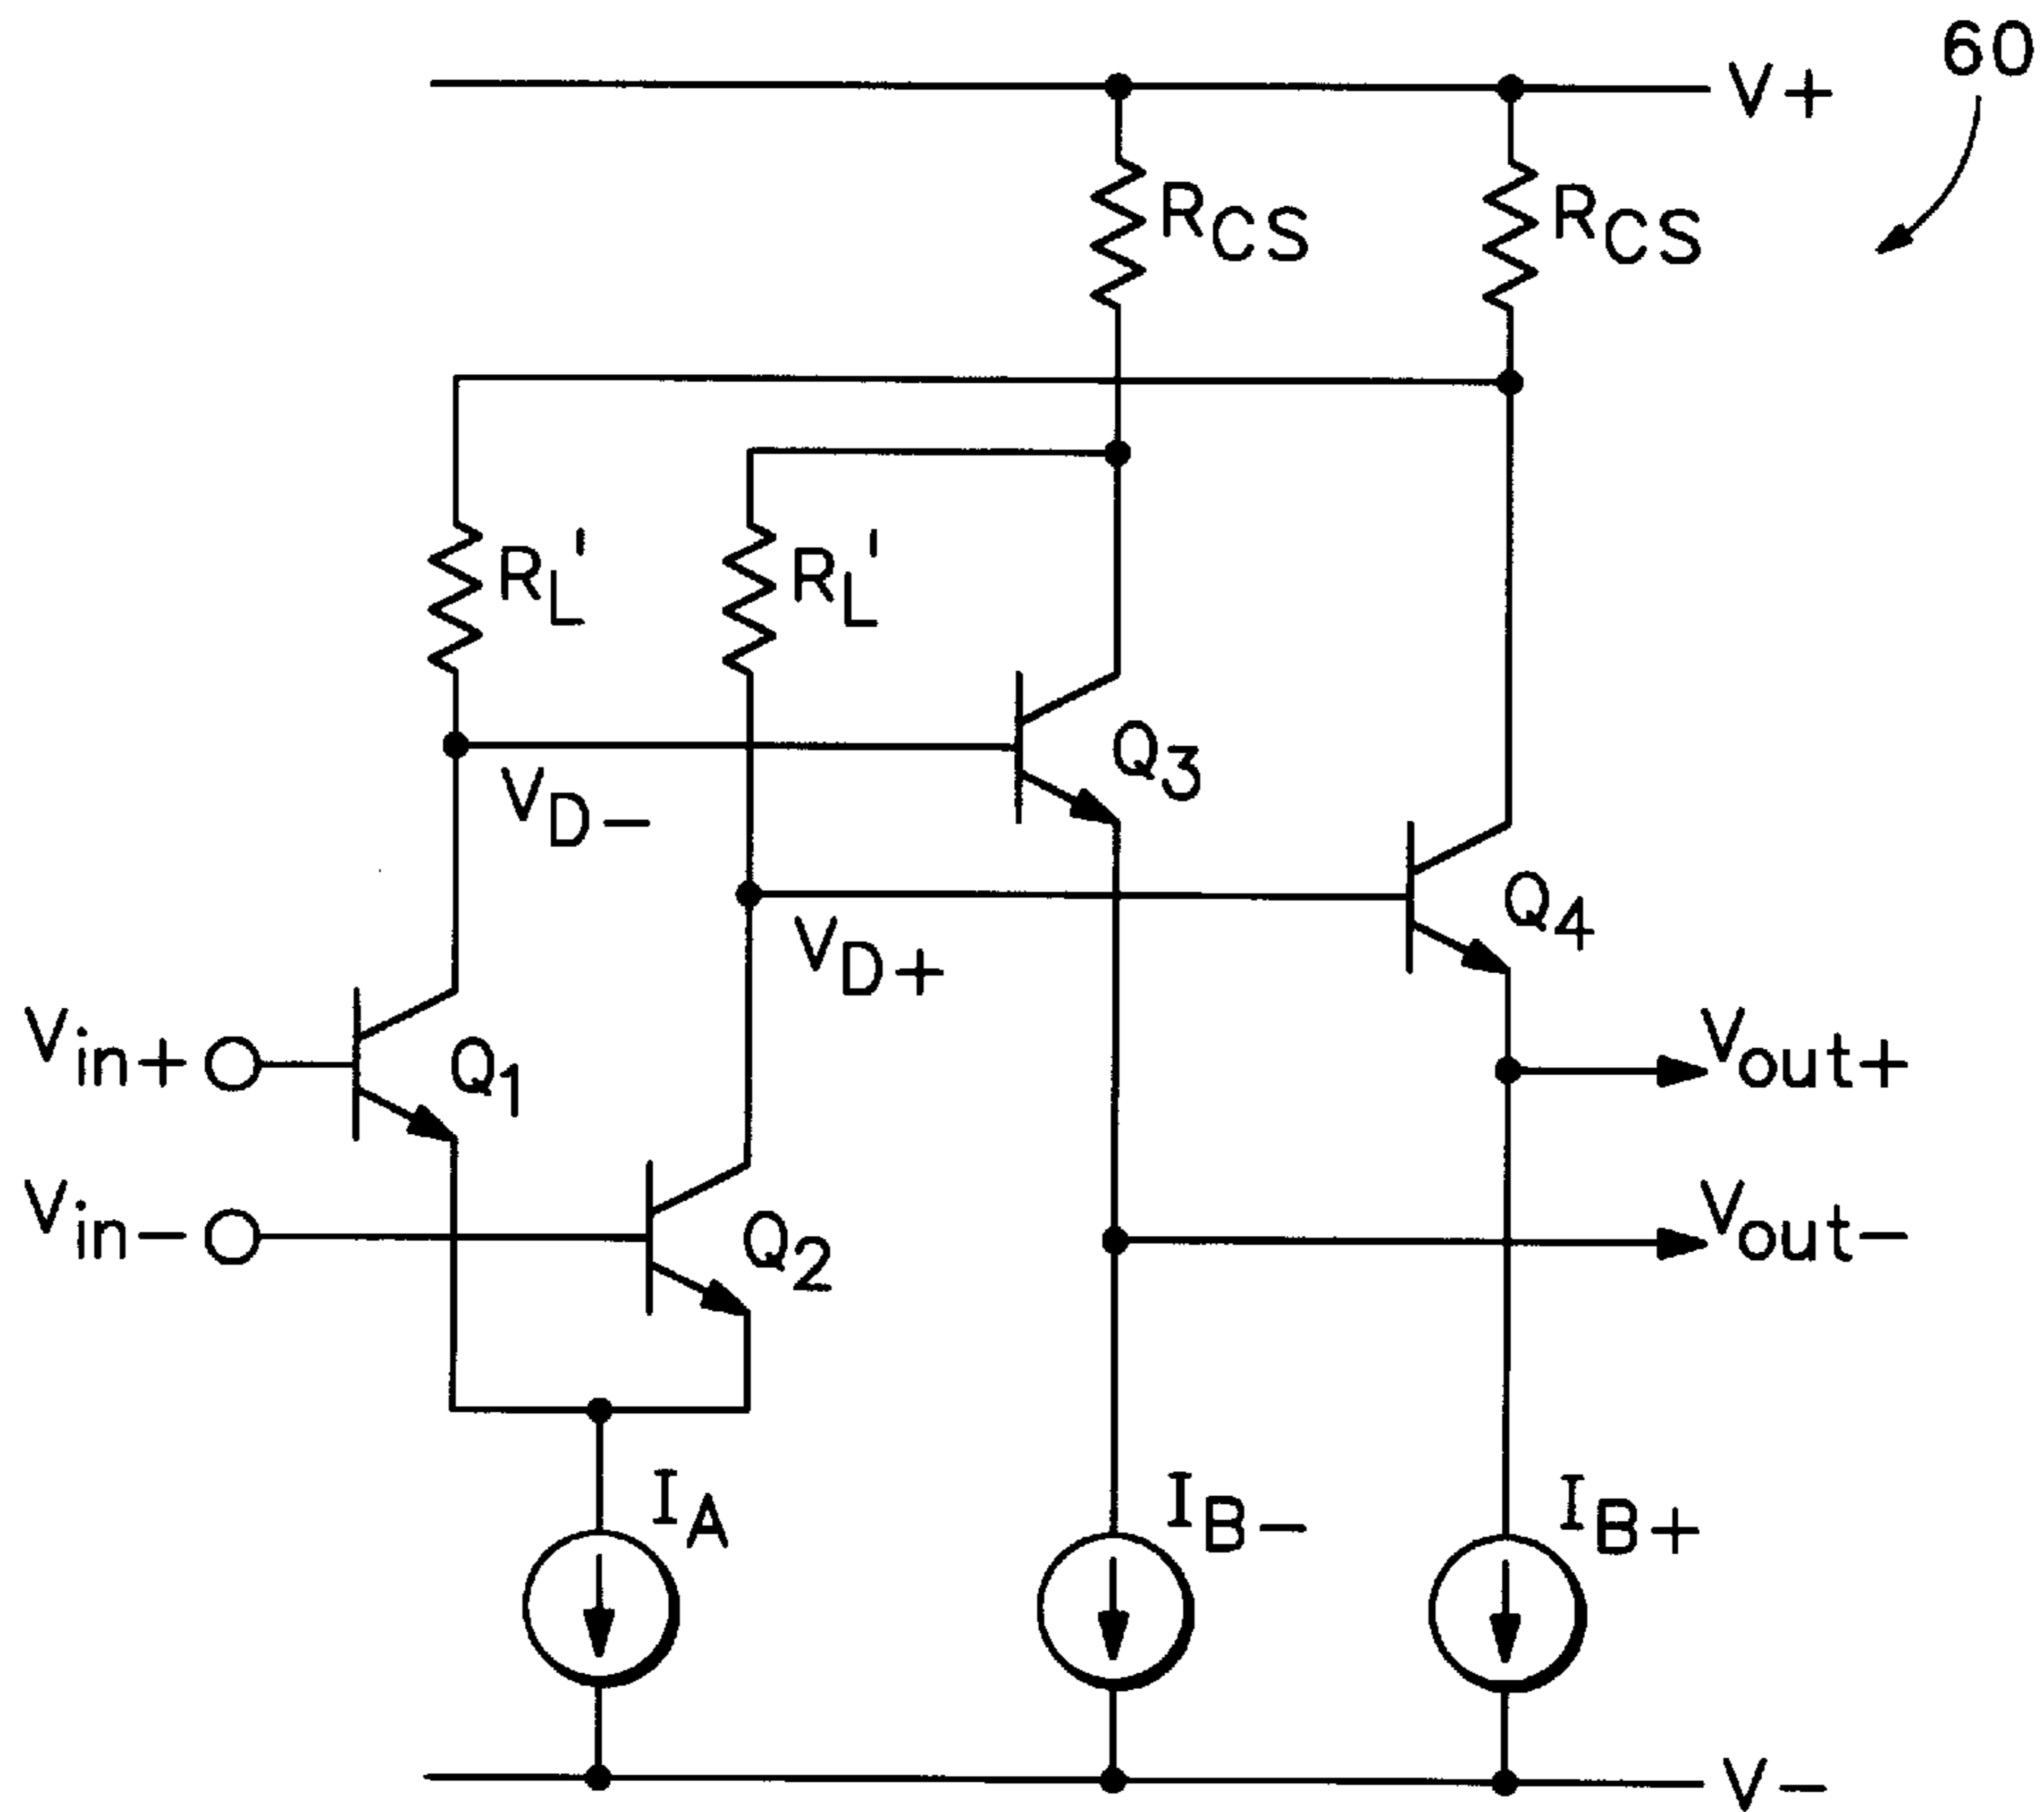 60
V+
RCS
RCS
RL'
RL'
Q3
VD-
Q4
VD+
Vin+
Q1
Vout+
Vin-
Q2
Vout-
IA
IB-
IB+
V-